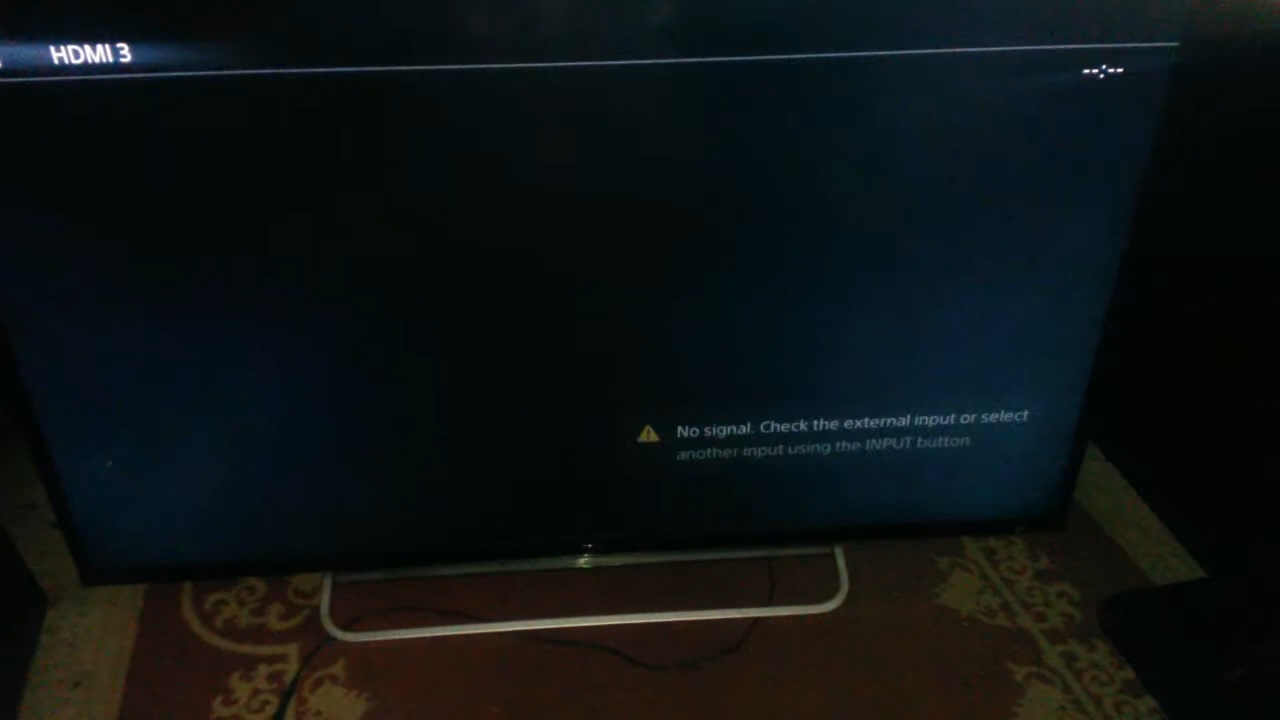 HDMI 3
--:--
No signal. Check the external input or select
another input using the INPUT button.